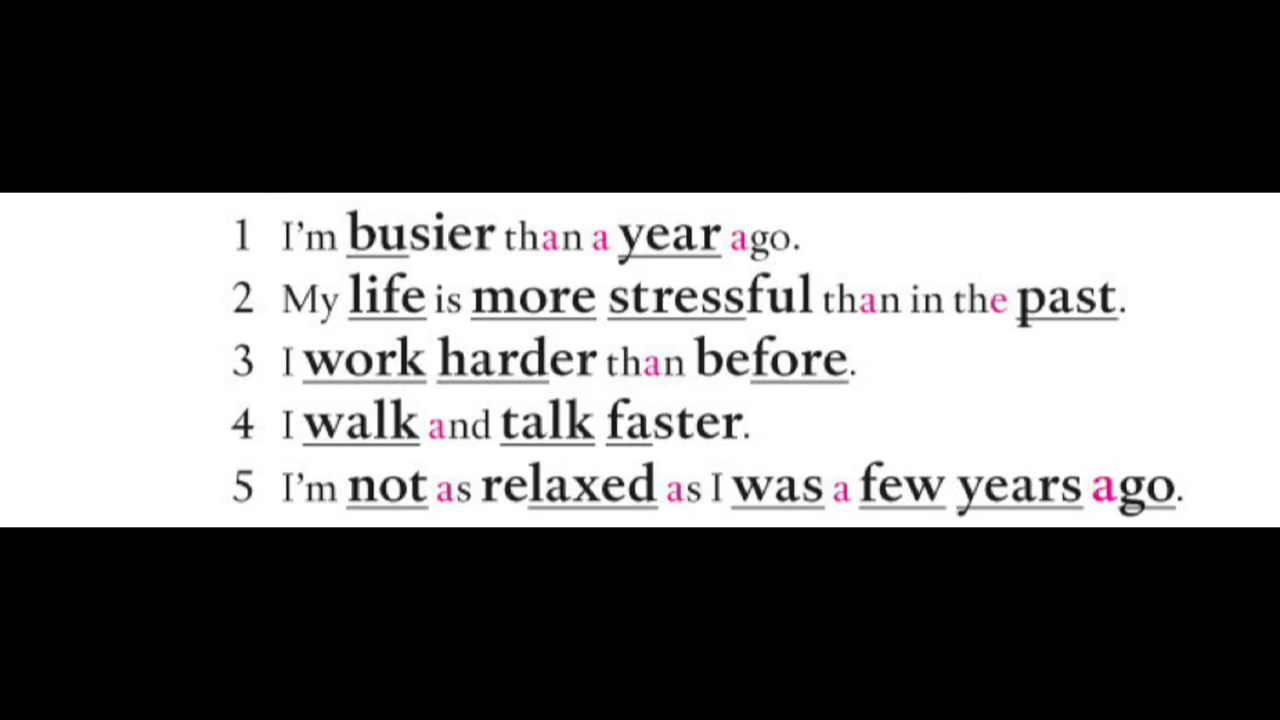 1 I'm busier than a year ago.
2 My life is more stressful than in the past.
3 I work harder than before.
4 I walk and talk faster.
5 I'm not as relaxed as I was a few years ago.